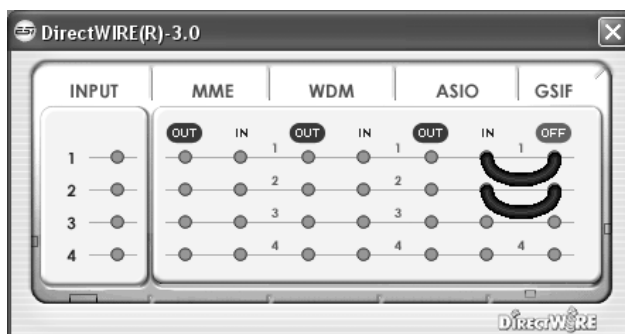 ESI DirectWIRE(R)-3.0
INPUT MME WDM ASIO GSIF
OUT IN OUT IN OUT IN OFF
1 1 1 1
2 2 2
3 3 3
4 4 4 4
DIRECTWIRE